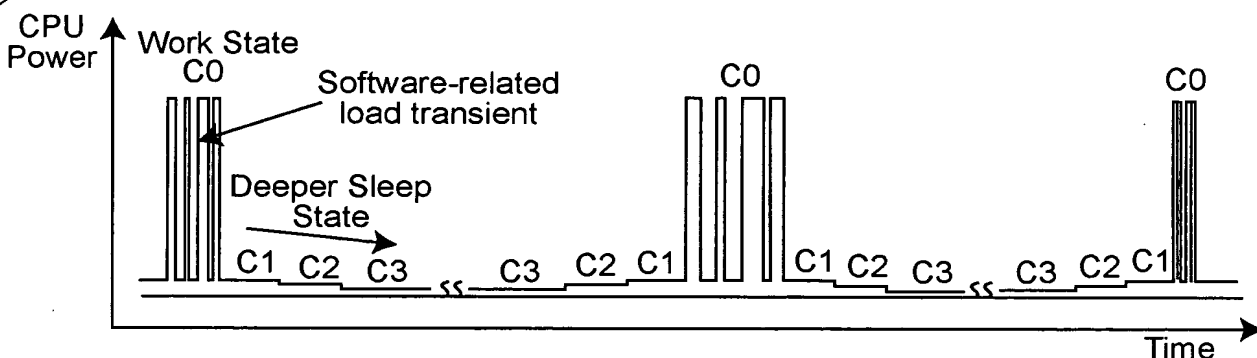 CPU
Power
Work State
C0
Software-related
load transient
Deeper Sleep
State
C0
C0
C1
C2
C3
C3
C2
C1
C1
C2
C3
C3
C2
C1
Time